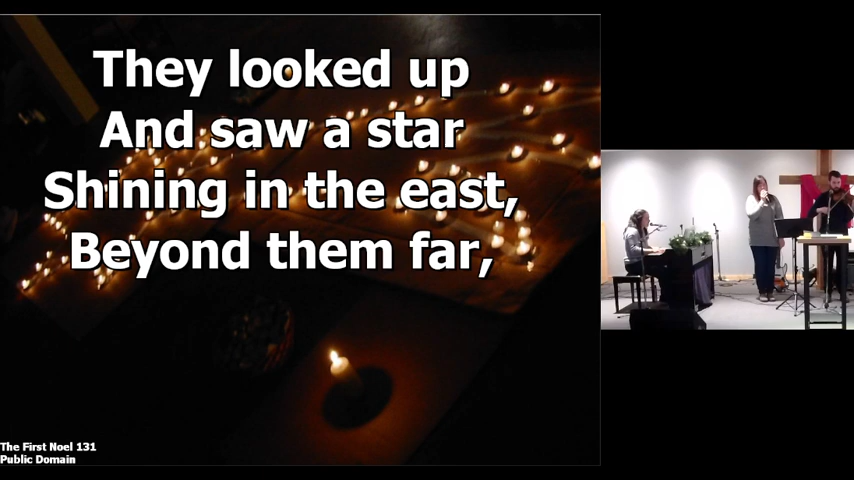 They looked up
And saw a star
Shining in the east,
Beyond them far,
The First Noel 131
Public Domain